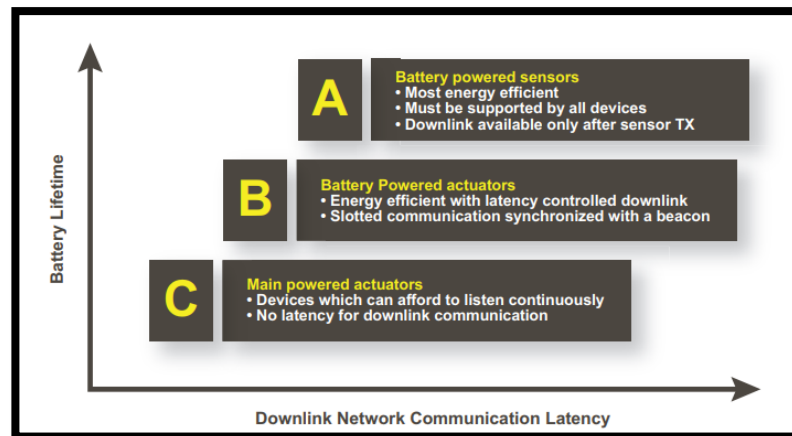 Battery Lifetime
A
Battery powered sensors
• Most energy efficient
• Must be supported by all devices
• Downlink available only after sensor TX
B
Battery Powered actuators
• Energy efficient with latency controlled downlink
• Slotted communication synchronized with a beacon
C
Main powered actuators
• Devices which can afford to listen continuously
• No latency for downlink communication
Downlink Network Communication Latency